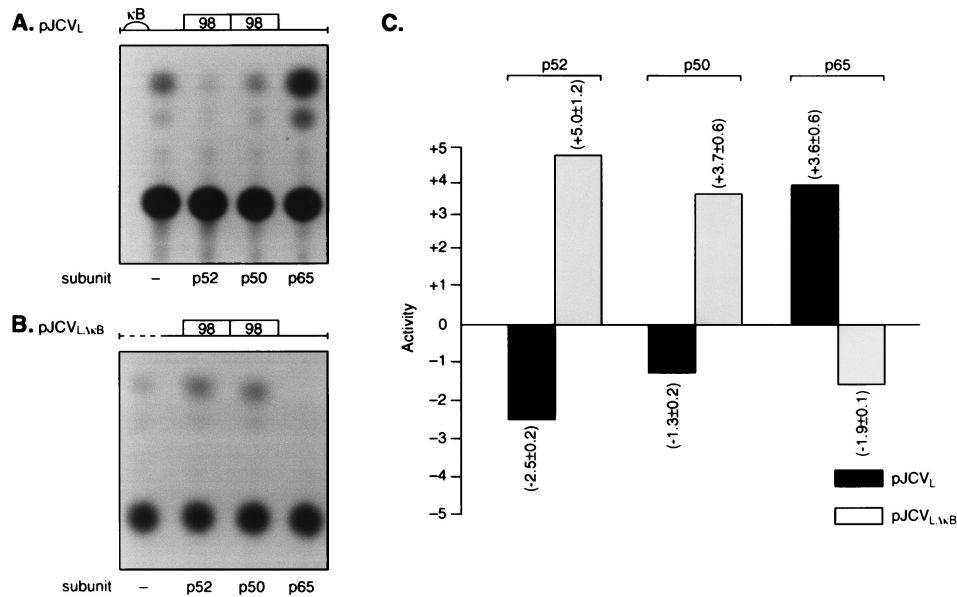 A. pJCVL
κB
98 98
subunit – p52 p50 p65
B. pJCVL.ΔκB
98 98
subunit – p52 p50 p65
C.
p52 p50 p65
(+5.0±1.2)
(+3.7±0.6)
(+3.6±0.6)
+5
+4
+3
+2
+1
0
−1
−2
−3
−4
−5
Activity
(-2.5±0.2)
(-1.3±0.2)
(-1.9±0.1)
pJCVL
pJCVL.ΔκB